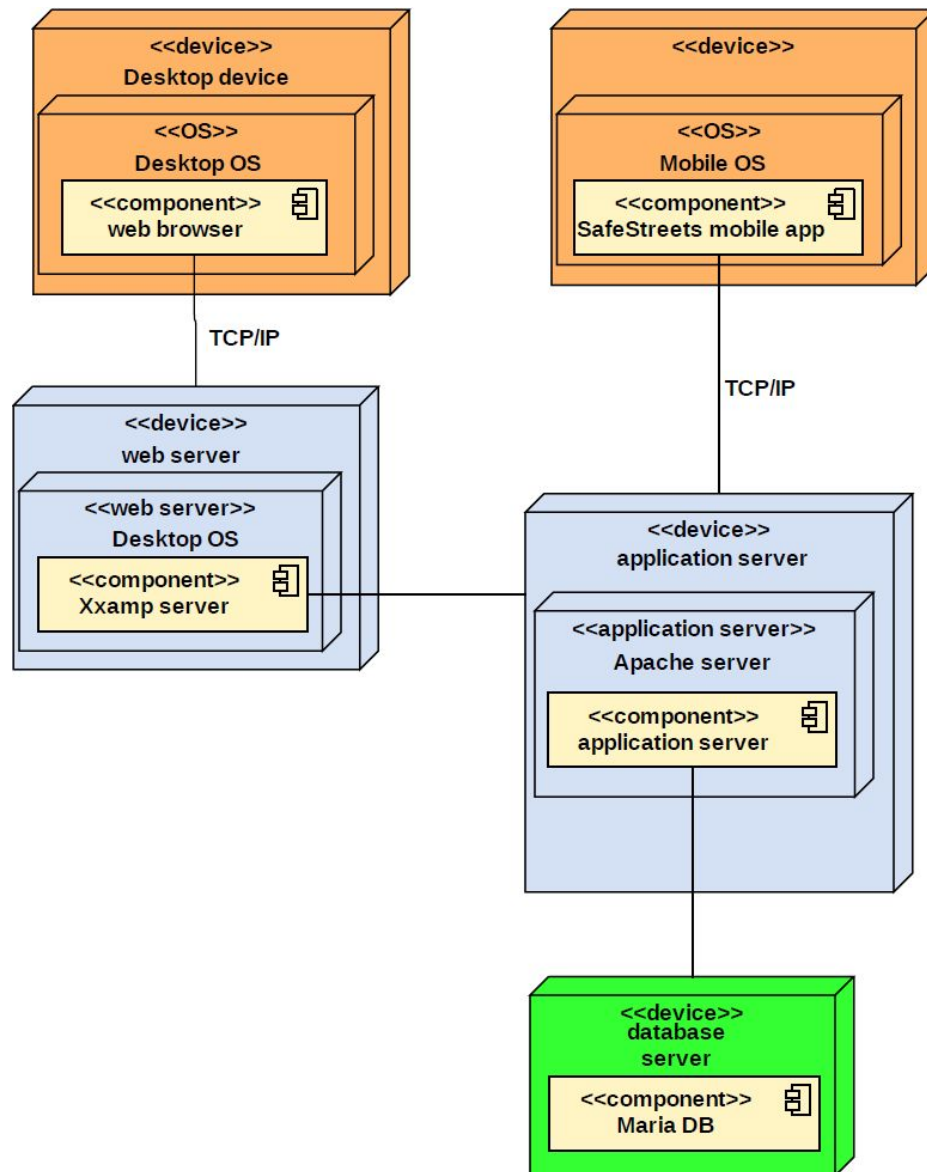 <<device>>
Desktop device
<<OS>>
Desktop OS
<<component>>
web browser
<<device>>
<<OS>>
Mobile OS
<<component>>
SafeStreets mobile app
TCP/IP
TCP/IP
<<device>>
web server
<<web server>>
Desktop OS
<<component>>
Xxamp server
<<device>>
application server
<<application server>>
Apache server
<<component>>
application server
<<device>>
database
server
<<component>>
Maria DB